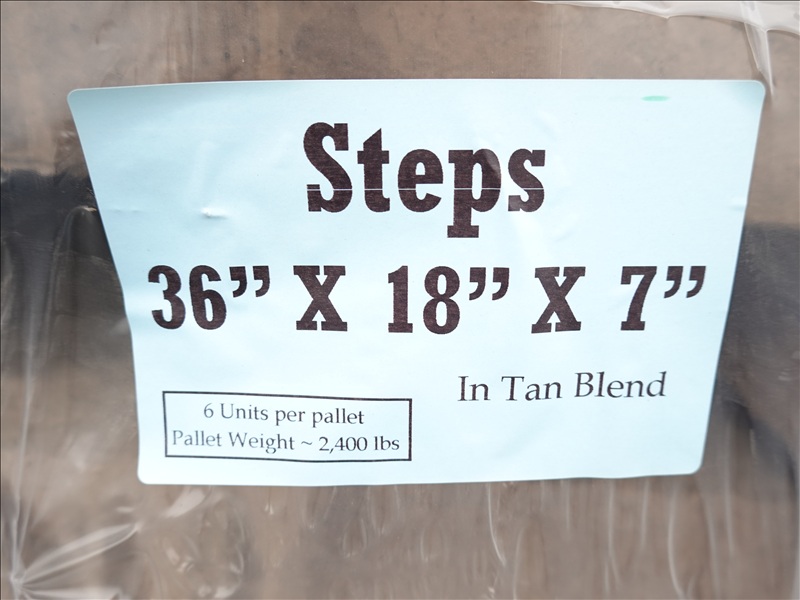 Steps
36” X 18” X 7”
In Tan Blend
6 Units per pallet
Pallet Weight ~ 2,400 lbs